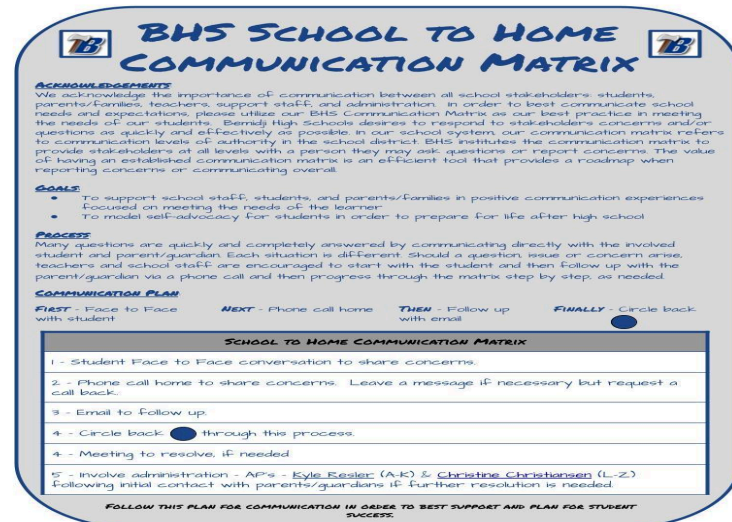 BHS School to Home
Communication Matrix
Acknowledgements
We acknowledge the importance of communication between all school stakeholders: students,
parents/families, teachers, support staff, and administration. In order to best communicate school
needs and expectations, please utilize our BHS Communication Matrix as our best practice in meeting
the needs of our students. Bemidji High Schools desires to respond to stakeholders concerns and/or
questions as quickly and effectively as possible. In our school system, our communication matrix refers
to communication levels of authority in the school district. BHS institutes the communication matrix to
provide stakeholders at all levels with a person they may ask questions or report concerns. The value
of having an established communication matrix is an efficient tool that provides a roadmap when
reporting concerns or communicating overall.
Goals
• To support school staff, students, and parents/families in positive communication experiences
focused on meeting the needs of the learner
• To model self-advocacy for students in order to prepare for life after high school
Process
Many questions are quickly and completely answered by communicating directly with the involved
student and parent/guardian. Each situation is different. Should a question, issue or concern arise,
teachers and school staff are encouraged to start with the student and then follow up with the
parent/guardian via a phone call and then progress through the matrix step by step, as needed.
Communication Plan
First - Face to Face Next - Phone call home Then - Follow up Finally - Circle back
with student with email
School to Home Communication Matrix
1 - Student Face to Face conversation to share concerns.
2 - Phone call home to share concerns. Leave a message if necessary but request a
call back.
3 - Email to follow up.
4 - Circle back through this process.
4 - Meeting to resolve, if needed
5 - Involve administration - AP's - Kyle Resler (A-K) & Christine Christiansen (L-Z)
following initial contact with parents/guardians if further resolution is needed.
Follow this plan for communication in order to best support and plan for student
success.